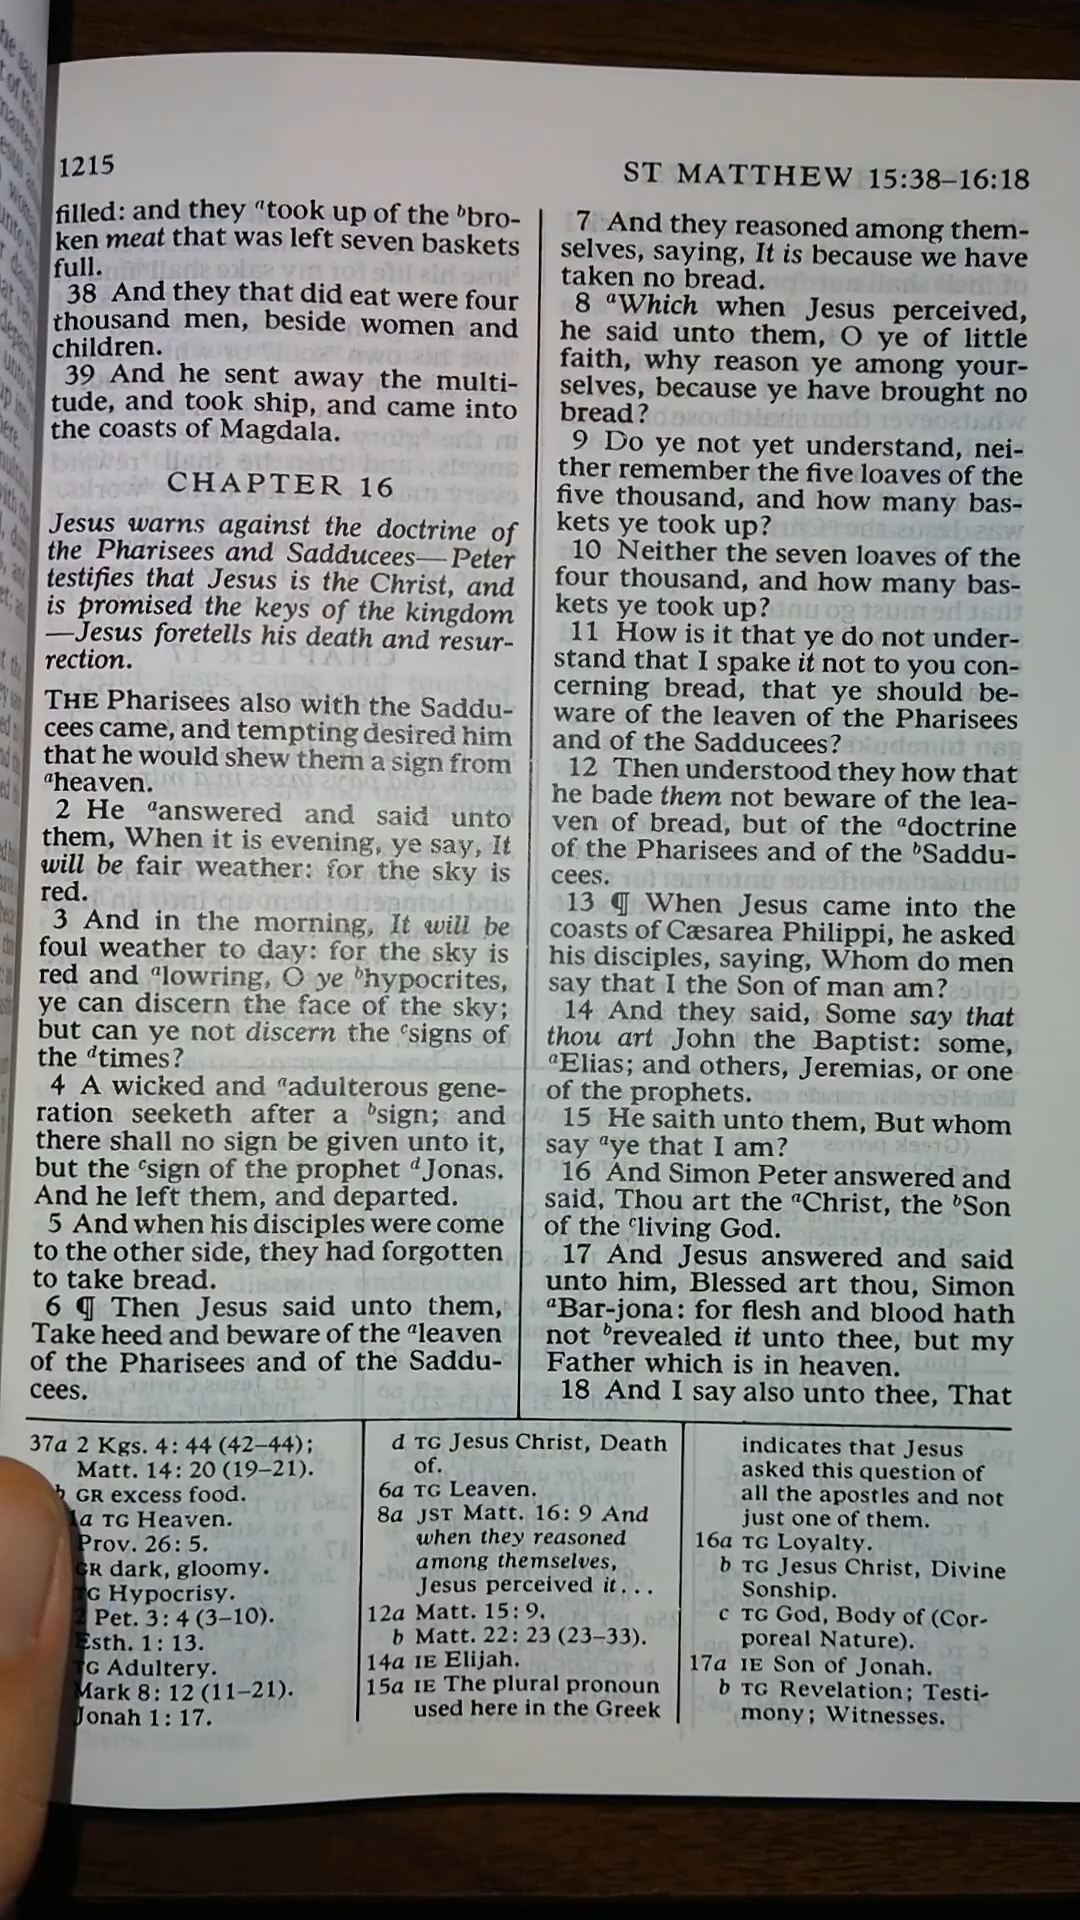 1215
ST MATTHEW 15:38–16:18
filled: and they ᵃtook up of the ᵇbro-
ken meat that was left seven baskets
full.
38 And they that did eat were four
thousand men, beside women and
children.
39 And he sent away the multi-
tude, and took ship, and came into
the coasts of Magdala.
CHAPTER 16
Jesus warns against the doctrine of
the Pharisees and Sadducees—Peter
testifies that Jesus is the Christ, and
is promised the keys of the kingdom
—Jesus foretells his death and resur-
rection.
THE Pharisees also with the Saddu-
cees came, and tempting desired him
that he would shew them a sign from
ᵃheaven.
2 He ᵃanswered and said unto
them, When it is evening, ye say, It
will be fair weather: for the sky is
red.
3 And in the morning, It will be
foul weather to day: for the sky is
red and ᵃlowring, O ye ᵇhypocrites,
ye can discern the face of the sky;
but can ye not discern the ᶜsigns of
the ᵈtimes?
4 A wicked and ᵃadulterous gene-
ration seeketh after a ᵇsign; and
there shall no sign be given unto it,
but the ᶜsign of the prophet ᵈJonas.
And he left them, and departed.
5 And when his disciples were come
to the other side, they had forgotten
to take bread.
6 ¶ Then Jesus said unto them,
Take heed and beware of the ᵃleaven
of the Pharisees and of the Saddu-
cees.
7 And they reasoned among them-
selves, saying, It is because we have
taken no bread.
8 ᵃWhich when Jesus perceived,
he said unto them, O ye of little
faith, why reason ye among your-
selves, because ye have brought no
bread?
9 Do ye not yet understand, nei-
ther remember the five loaves of the
five thousand, and how many bas-
kets ye took up?
10 Neither the seven loaves of the
four thousand, and how many bas-
kets ye took up?
11 How is it that ye do not under-
stand that I spake it not to you con-
cerning bread, that ye should be-
ware of the leaven of the Pharisees
and of the Sadducees?
12 Then understood they how that
he bade them not beware of the lea-
ven of bread, but of the ᵃdoctrine
of the Pharisees and of the ᵇSaddu-
cees.
13 ¶ When Jesus came into the
coasts of Cæsarea Philippi, he asked
his disciples, saying, Whom do men
say that I the Son of man am?
14 And they said, Some say that
thou art John the Baptist: some,
ᵃElias; and others, Jeremias, or one
of the prophets.
15 He saith unto them, But whom
say ᵃye that I am?
16 And Simon Peter answered and
said, Thou art the ᵃChrist, the ᵇSon
of the ᶜliving God.
17 And Jesus answered and said
unto him, Blessed art thou, Simon
ᵃBar-jona: for flesh and blood hath
not ᵇrevealed it unto thee, but my
Father which is in heaven.
18 And I say also unto thee, That
37a 2 Kgs. 4: 44 (42–44);
Matt. 14: 20 (19–21).
b GR excess food.
a TG Heaven.
Prov. 26: 5.
GR dark, gloomy.
TG Hypocrisy.
2 Pet. 3: 4 (3–10).
Esth. 1: 13.
TG Adultery.
Mark 8: 12 (11–21).
Jonah 1: 17.
d TG Jesus Christ, Death
of.
6a TG Leaven.
8a JST Matt. 16: 9 And
when they reasoned
among themselves,
Jesus perceived it...
12a Matt. 15: 9.
b Matt. 22: 23 (23–33).
14a IE Elijah.
15a IE The plural pronoun
used here in the Greek
indicates that Jesus
asked this question of
all the apostles and not
just one of them.
16a TG Loyalty.
b TG Jesus Christ, Divine
Sonship.
c TG God, Body of (Cor-
poreal Nature).
17a IE Son of Jonah.
b TG Revelation; Testi-
mony; Witnesses.